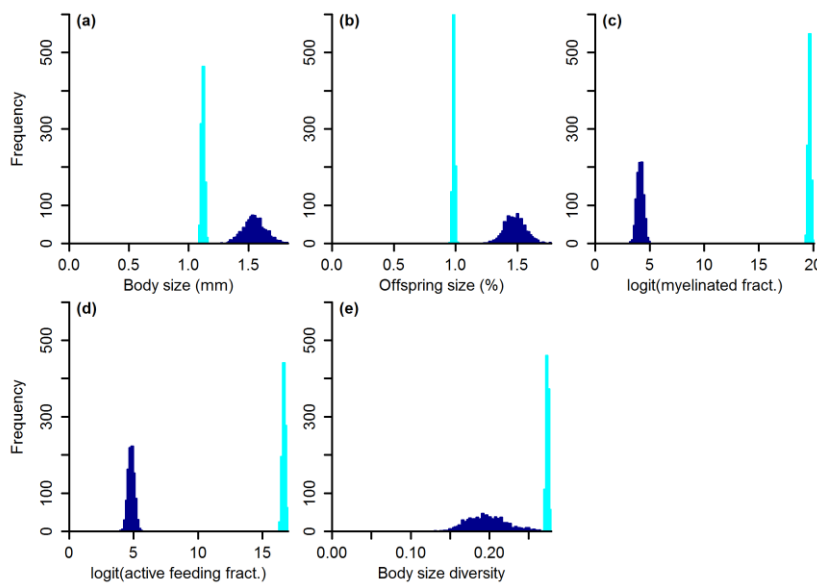 (a)
Frequency
0 100 300 500
0.0 0.5 1.0 1.5
Body size (mm)
(b)
0 100 300 500
0.0 0.5 1.0 1.5
Offspring size (%)
(c)
0 100 300 500
0 5 10 15 20
logit(myelinated fract.)
(d)
Frequency
0 100 300 500
0 5 10 15
logit(active feeding fract.)
(e)
0 100 300 500
0.00 0.10 0.20
Body size diversity